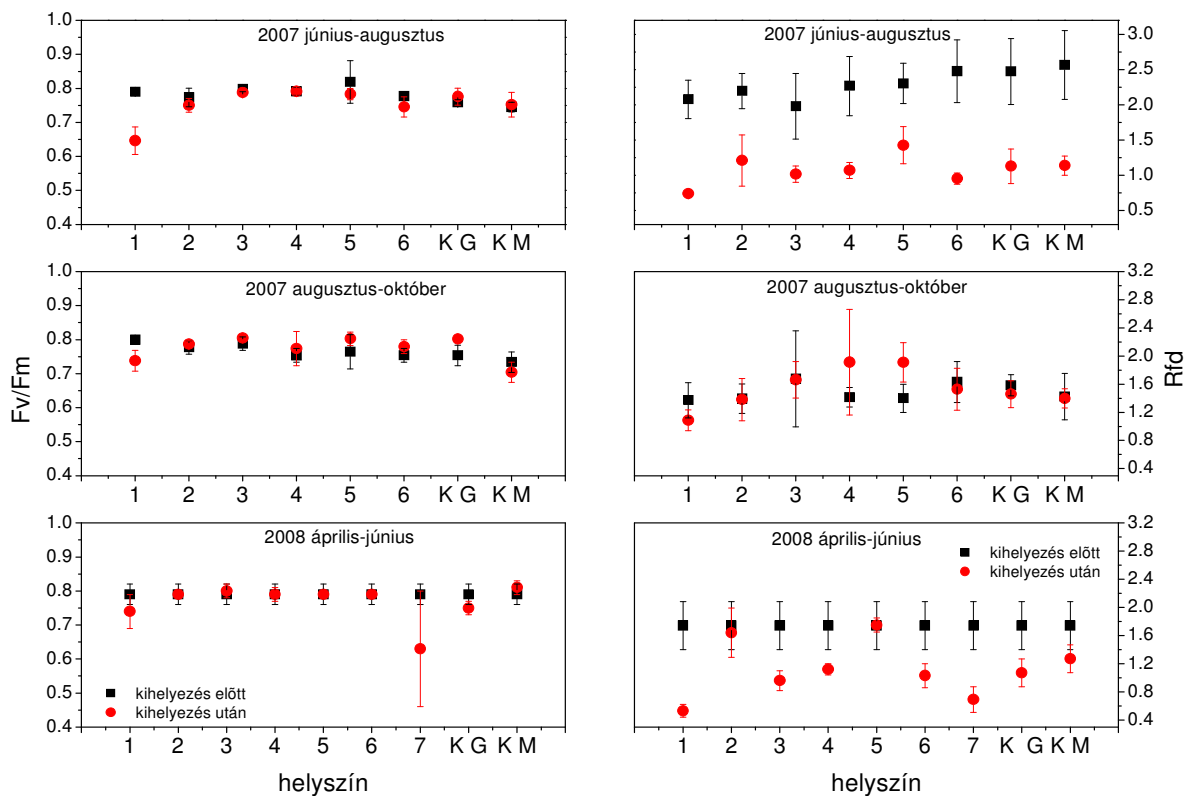 2007 június-augusztus
1.0
0.9
0.8
0.7
0.6
0.5
0.4
1 2 3 4 5 6 K G K M
2007 június-augusztus
3.0
2.5
2.0
1.5
1.0
0.5
1 2 3 4 5 6 K G K M
2007 augusztus-október
1.0
0.9
0.8
0.7
0.6
0.5
0.4
Fv/Fm
1 2 3 4 5 6 K G K M
2007 augusztus-október
3.2
2.8
2.4
2.0
1.6
1.2
0.8
0.4
Rfd
1 2 3 4 5 6 K G K M
2008 április-június
1.0
0.9
0.8
0.7
0.6
0.5
0.4
kihelyezés elõtt
kihelyezés után
1 2 3 4 5 6 7 K G K M
helyszín
2008 április-június
kihelyezés elõtt
kihelyezés után
3.2
2.8
2.4
2.0
1.6
1.2
0.8
0.4
1 2 3 4 5 6 7 K G K M
helyszín